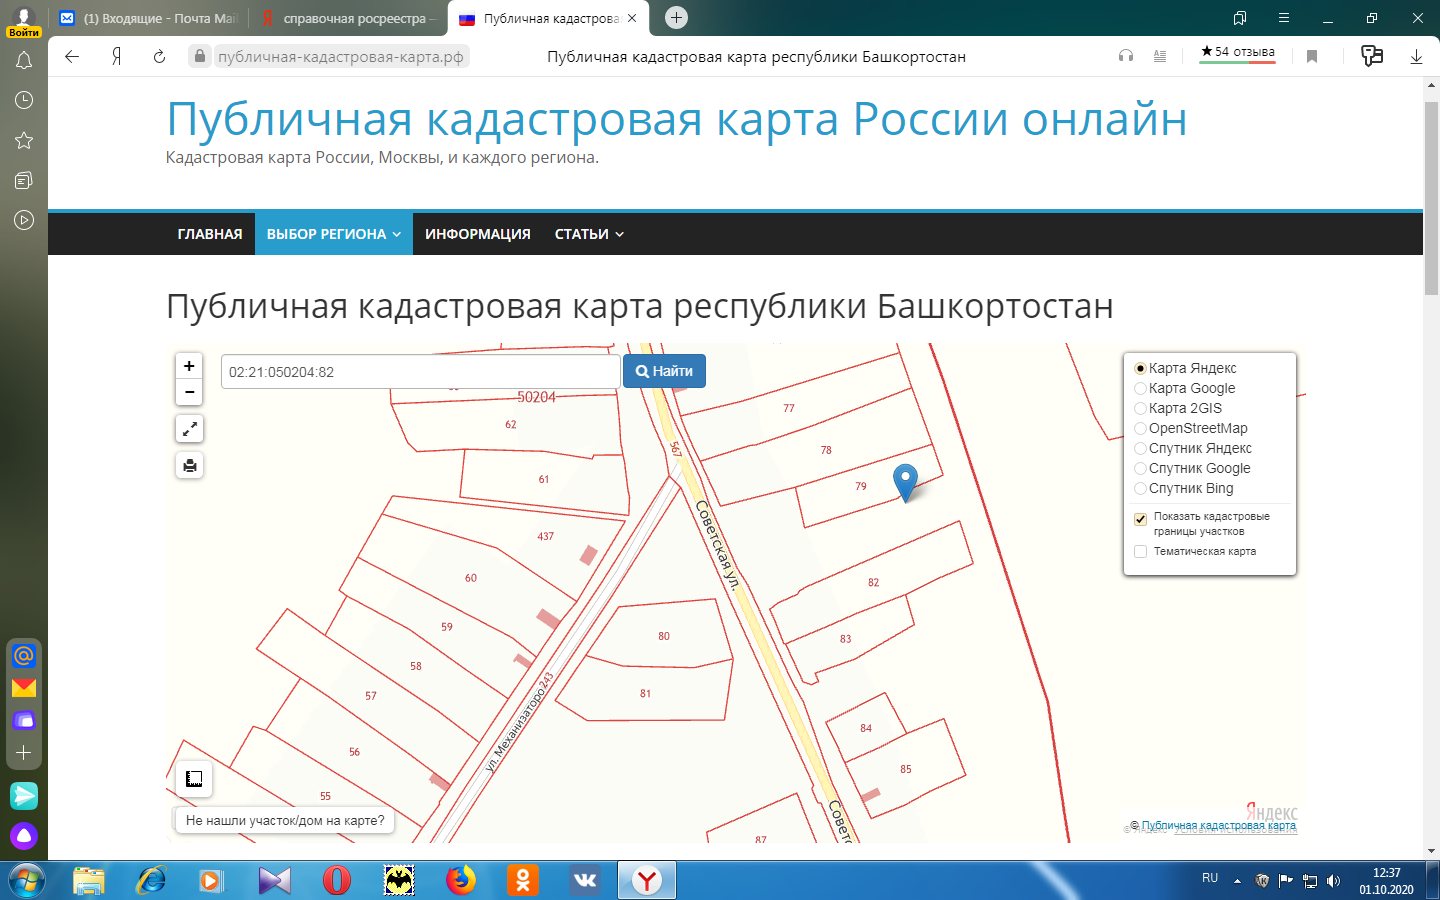 Войти
(1) Входящие - Почта Mail
справочная росреестра —
Публичная кадастрова
публичная-кадастровая-карта.рф
Публичная кадастровая карта республики Башкортостан
★54 отзыва
Публичная кадастровая карта России онлайн
Кадастровая карта России, Москвы, и каждого региона.
ГЛАВНАЯ
ВЫБОР РЕГИОНА
ИНФОРМАЦИЯ
СТАТЬИ
Публичная кадастровая карта республики Башкортостан
+
−
02:21:050204:82
Найти
Карта Яндекс
Карта Google
Карта 2GIS
OpenStreetMap
Спутник Яндекс
Спутник Google
Спутник Bing
Показать кадастровые
границы участков
Тематическая карта
50204
62
61
437
60
59
58
57
56
55
77
78
79
567
Советская ул.
82
83
80
81
243
ул. Механизаторо
84
85
87
Советс
Не нашли участок/дом на карте?
Яндекс
© Публичная кадастровая карта
© Яндекс Условия использования
RU
12:37
01.10.2020